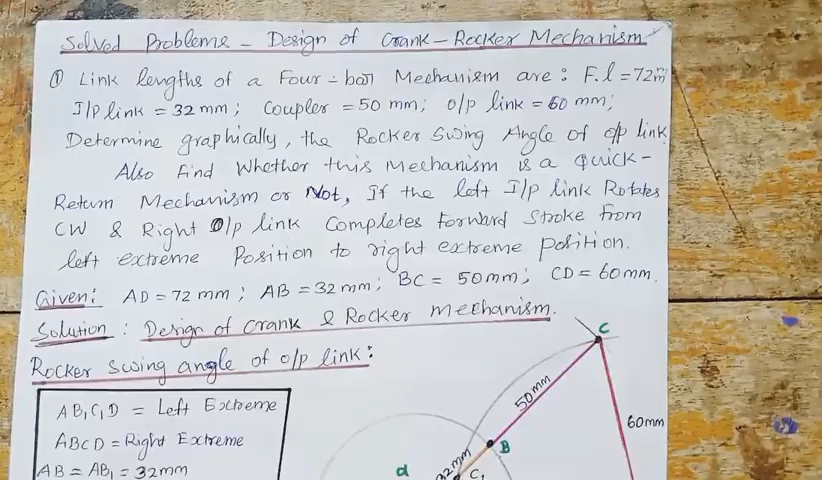 Solved Problems - Design of Crank-Rocker Mechanism
① Link lengths of a Four-bar Mechanism are: F.l = 72mm
I/P link = 32 mm; Coupler = 50 mm; O/p link = 60 mm;
Determine graphically, the Rocker Swing Angle of o/p link
Also Find Whether this Mechanism is a Quick-
Return Mechanism or Not, If the left I/p link Rotates
CW & Right O/p link Completes Forward Stroke from
left extreme Position to right extreme position.
Given: AD = 72 mm; AB = 32 mm; BC = 50mm; CD = 60mm.
Solution: Design of Crank & Rocker mechanism.
Rocker swing angle of o/p link:
AB₁C₁D = Left Extreme
ABCD = Right Extreme
AB = AB₁ = 32mm
C
50mm
60mm
B
32mm
C₁
d